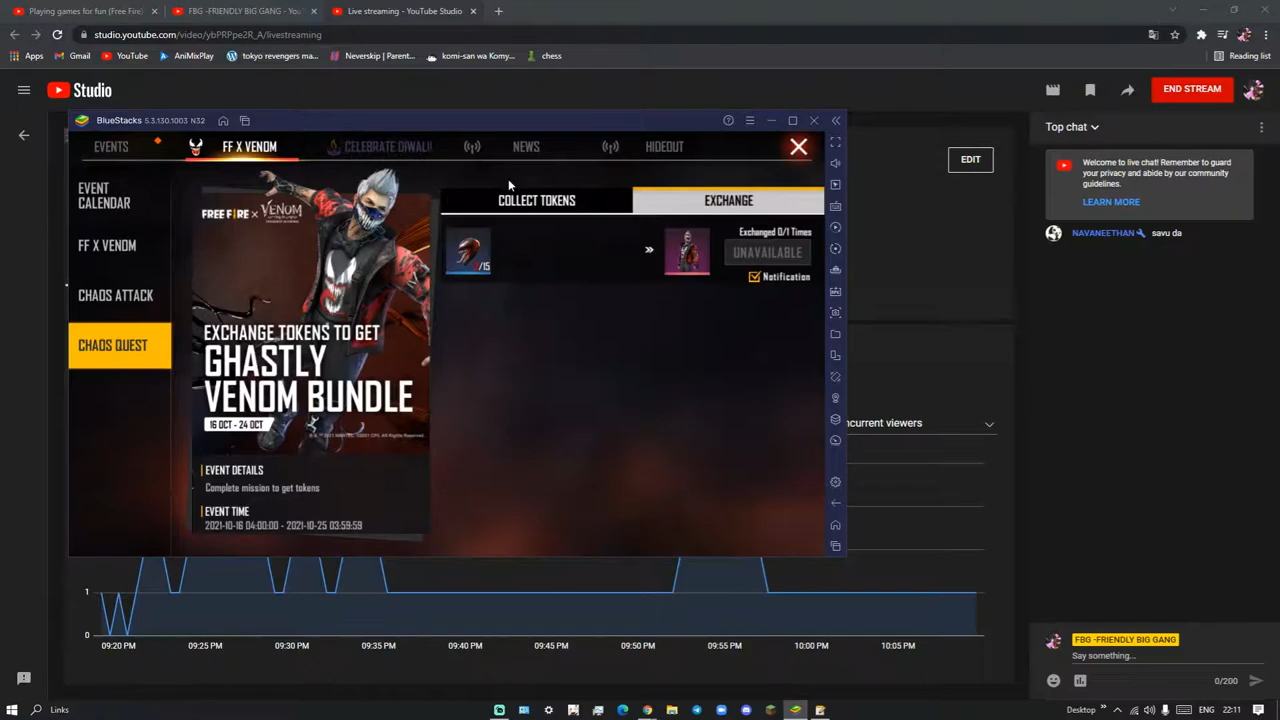 Playing games for fun (Free Fire)
FBG -FRIENDLY BIG GANG - You
Live streaming - YouTube Studio
studio.youtube.com/video/ybPRPpe2R_A/livestreaming
Apps
Gmail
YouTube
AniMixPlay
tokyo revengers ma...
Neverskip | Parent...
komi-san wa Komy...
chess
Reading list
Studio
END STREAM
BlueStacks 5.3.130.1003 N32
Top chat
EVENTS
FF X VENOM
CELEBRATE DIWALI!
NEWS
HIDEOUT
EDIT
Welcome to live chat! Remember to guard
your privacy and abide by our community
guidelines.
LEARN MORE
NAVANEETHAN savu da
EVENT
CALENDAR
FF X VENOM
CHAOS ATTACK
CHAOS QUEST
FREE FIRE X VENOM
EXCHANGE TOKENS TO GET
GHASTLY
VENOM BUNDLE
16 OCT - 24 OCT
EVENT DETAILS
Complete mission to get tokens
EVENT TIME
2021-10-16 04:00:00 - 2021-10-25 03:59:59
COLLECT TOKENS
EXCHANGE
/15
»
Exchanged 0/1 Times
UNAVAILABLE
Notification
ncurrent viewers
1
0
09:20 PM
09:25 PM
09:30 PM
09:35 PM
09:40 PM
09:45 PM
09:50 PM
09:55 PM
10:00 PM
10:05 PM
FBG -FRIENDLY BIG GANG
Say something...
0/200
Links
Desktop
22:11